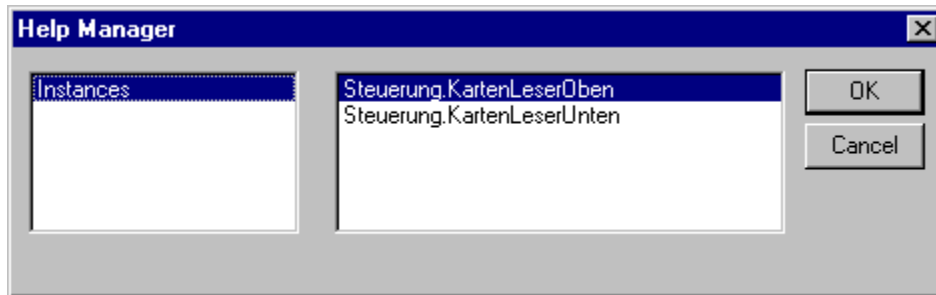 Help Manager
Instances
Steuerung.KartenLeserOben
Steuerung.KartenLeserUnten
OK
Cancel